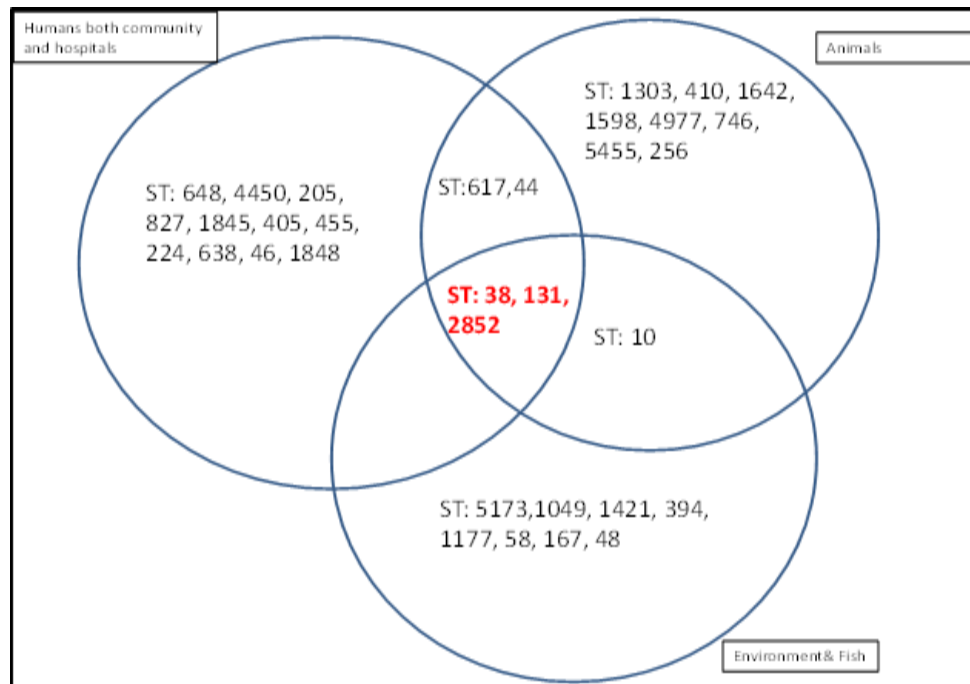 Humans both community
and hospitals
Animals
ST: 1303, 410, 1642,
1598, 4977, 746,
5455, 256
ST: 648, 4450, 205,
827, 1845, 405, 455,
224, 638, 46, 1848
ST:617,44
ST: 38, 131,
2852
ST: 10
ST: 5173,1049, 1421, 394,
1177, 58, 167, 48
Environment& Fish